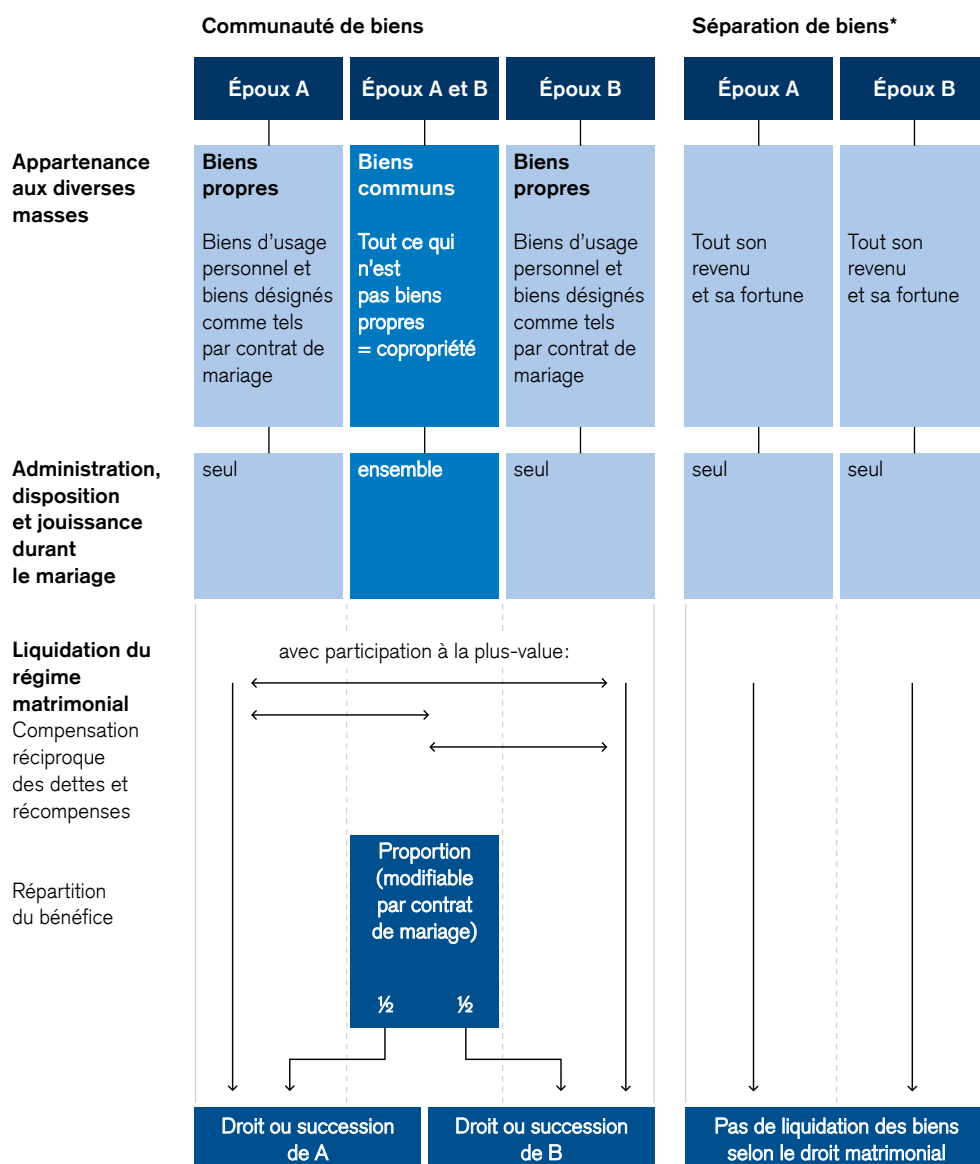 Communauté de biens
Séparation de biens*
Époux A
Époux A et B
Époux B
Époux A
Époux B
Appartenance
aux diverses
masses
Biens
propres
Biens d’usage
personnel et
biens désignés
comme tels
par contrat de
mariage
Biens
communs
Tout ce qui
n'est
pas biens
propres
= copropriété
Biens
propres
Biens d’usage
personnel et
biens désignés
comme tels
par contrat de
mariage
Tout son
revenu
et sa fortune
Tout son
revenu
et sa fortune
Administration,
disposition
et jouissance
durant
le mariage
seul
ensemble
seul
seul
seul
Liquidation du
régime
matrimonial
Compensation
réciproque
des dettes et
récompenses
avec participation à la plus-value:
Répartition
du bénéfice
Proportion
(modifiable
par contrat
de mariage)
½ ½
Droit ou succession
de A
Droit ou succession
de B
Pas de liquidation des biens
selon le droit matrimonial